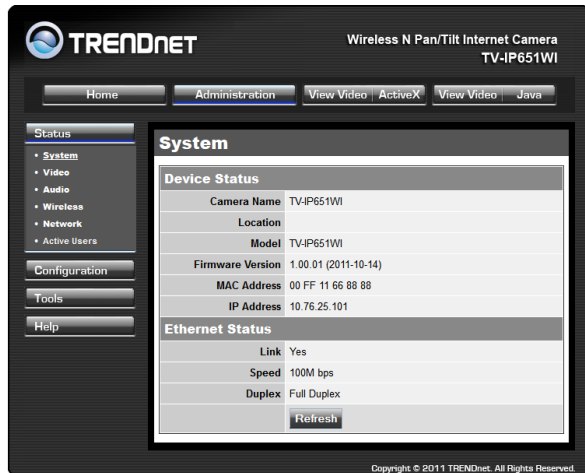 TRENDNET
Wireless N Pan/Tilt Internet Camera
TV-IP651WI
Home
Administration
View Video | ActiveX
View Video | Java
Status
• System
• Video
• Audio
• Wireless
• Network
• Active Users
Configuration
Tools
Help
System
Device Status
Camera Name TV-IP651WI
Location
Model TV-IP651WI
Firmware Version 1.00.01 (2011-10-14)
MAC Address 00 FF 11 66 88 88
IP Address 10.76.25.101
Ethernet Status
Link Yes
Speed 100M bps
Duplex Full Duplex
Refresh
Copyright © 2011 TRENDnet. All Rights Reserved.